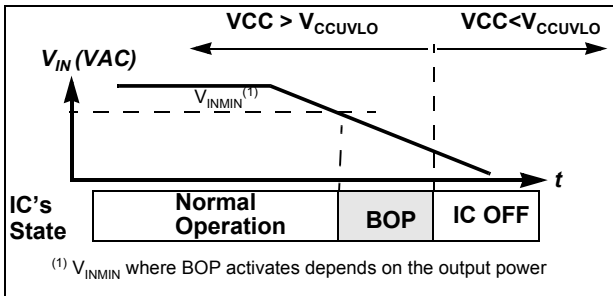 VCC > VCCUVLO VCC<VCCUVLO
VIN (VAC)
VINMIN(1)
t
IC's State
Normal Operation
BOP
IC OFF
(1) VINMIN where BOP activates depends on the output power